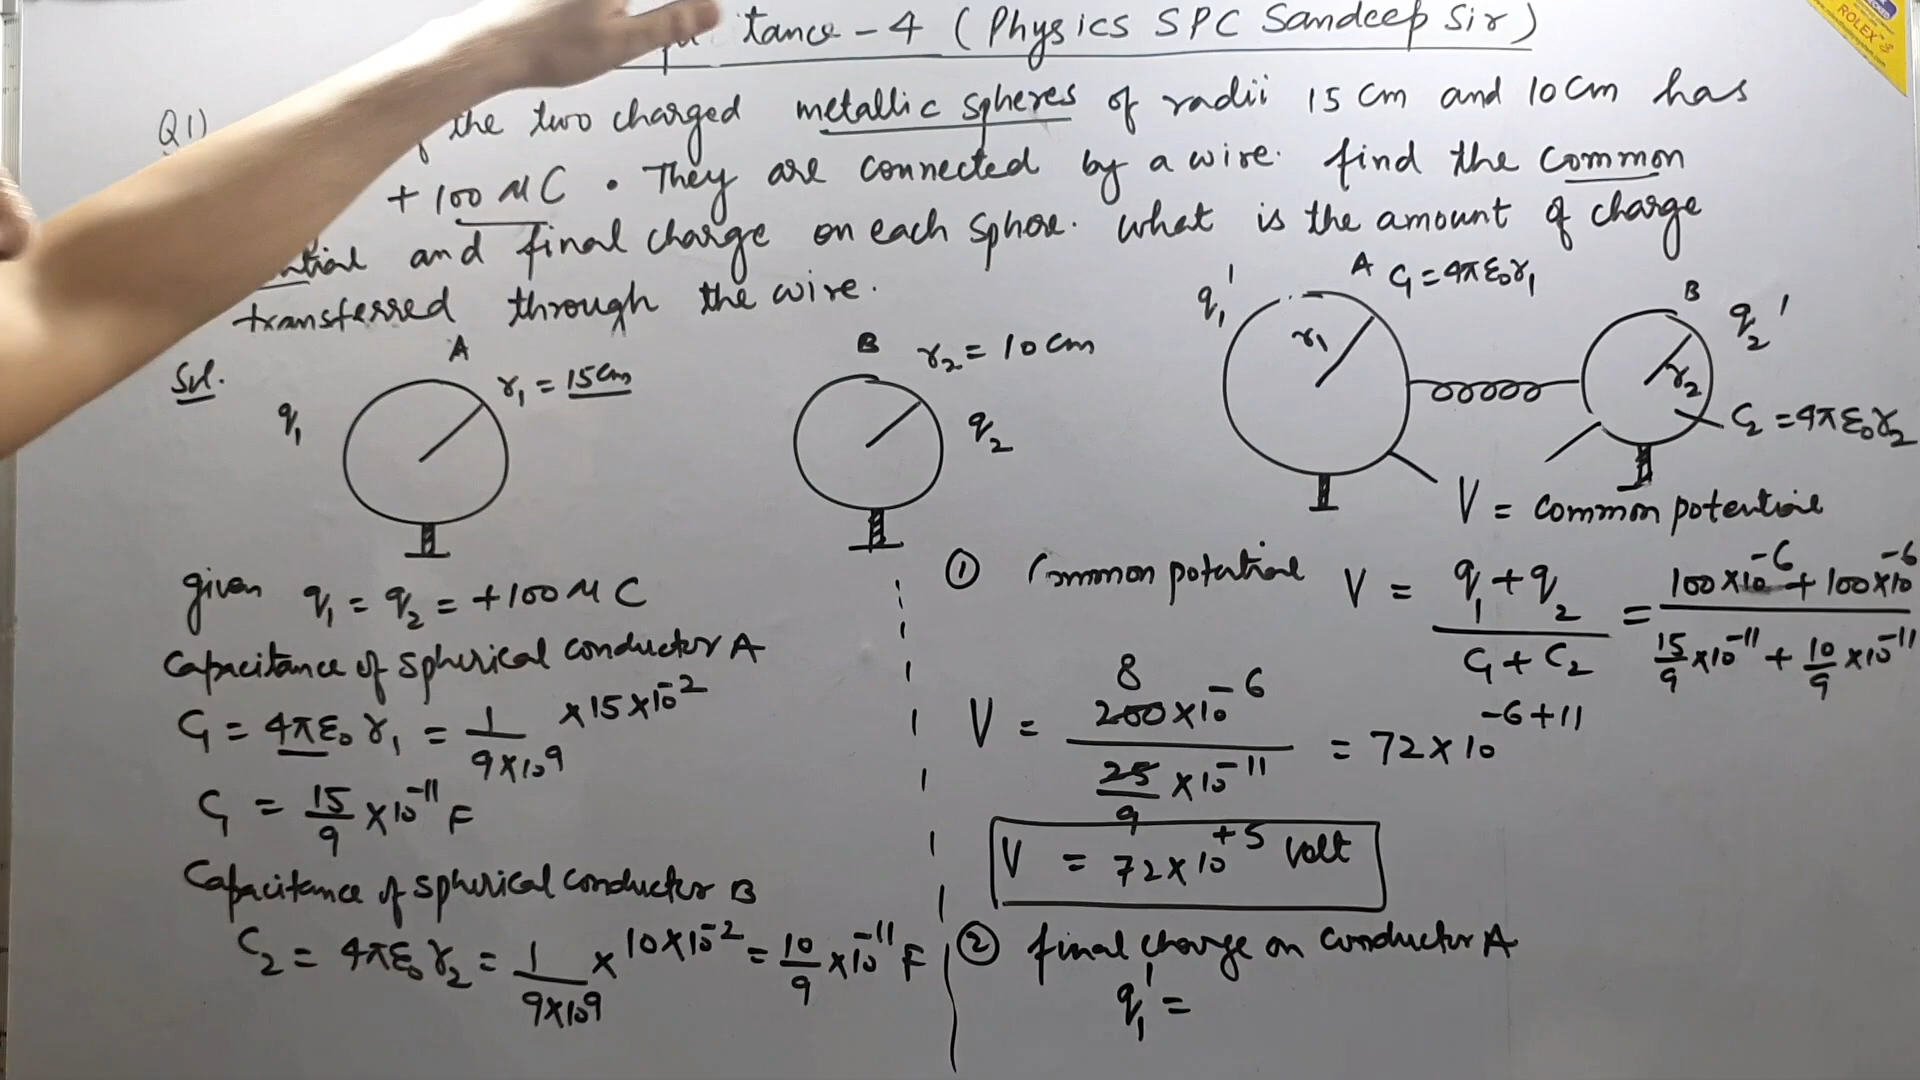 tance - 4 (Physics SPC Sandeep Sir)
ROLEX
Q1) the two charged metallic spheres of radii 15 cm and 10 cm has
+ 100 μC . They are connected by a wire. find the common
and final charge on each sphere. what is the amount of charge
transferred through the wire.
Sol.
A
r₁ = 15 cm
q₁
B
r₂ = 10 cm
q₂
q₁'
A
C₁ = 4πε₀r₁
r₁
B
q₂'
r₂
C₂ = 4πε₀r₂
V = common potential
given q₁ = q₂ = +100 μC
Capacitance of spherical conductor A
C₁ = 4πε₀ r₁ = 1/(9×10⁹) × 15×10⁻²
C₁ = 15/9 × 10⁻¹¹ F
Capacitance of spherical conductor B
C₂ = 4πε₀ r₂ = 1/(9×10⁹) × 10×10⁻² = 10/9 × 10⁻¹¹ F
① Common potential V = (q₁ + q₂)/(C₁ + C₂) = (100×10⁻⁶ + 100×10⁻⁶)/(15/9 ×10⁻¹¹ + 10/9 ×10⁻¹¹)
8
V = (200×10⁻⁶)/(25/9 × 10⁻¹¹) = 72×10⁻⁶⁺¹¹
V = 72×10⁺⁵ volt
② final charge on conductor A
q₁' =